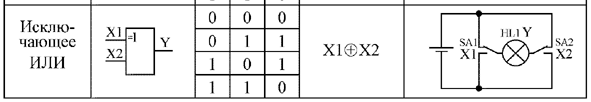 Исклю-
чающее
ИЛИ
X1
X2
=1
Y
0 0 0
0 1 1
1 0 1
1 1 0
X1⊕X2
SA1
X1
HL1 Y
SA2
X2